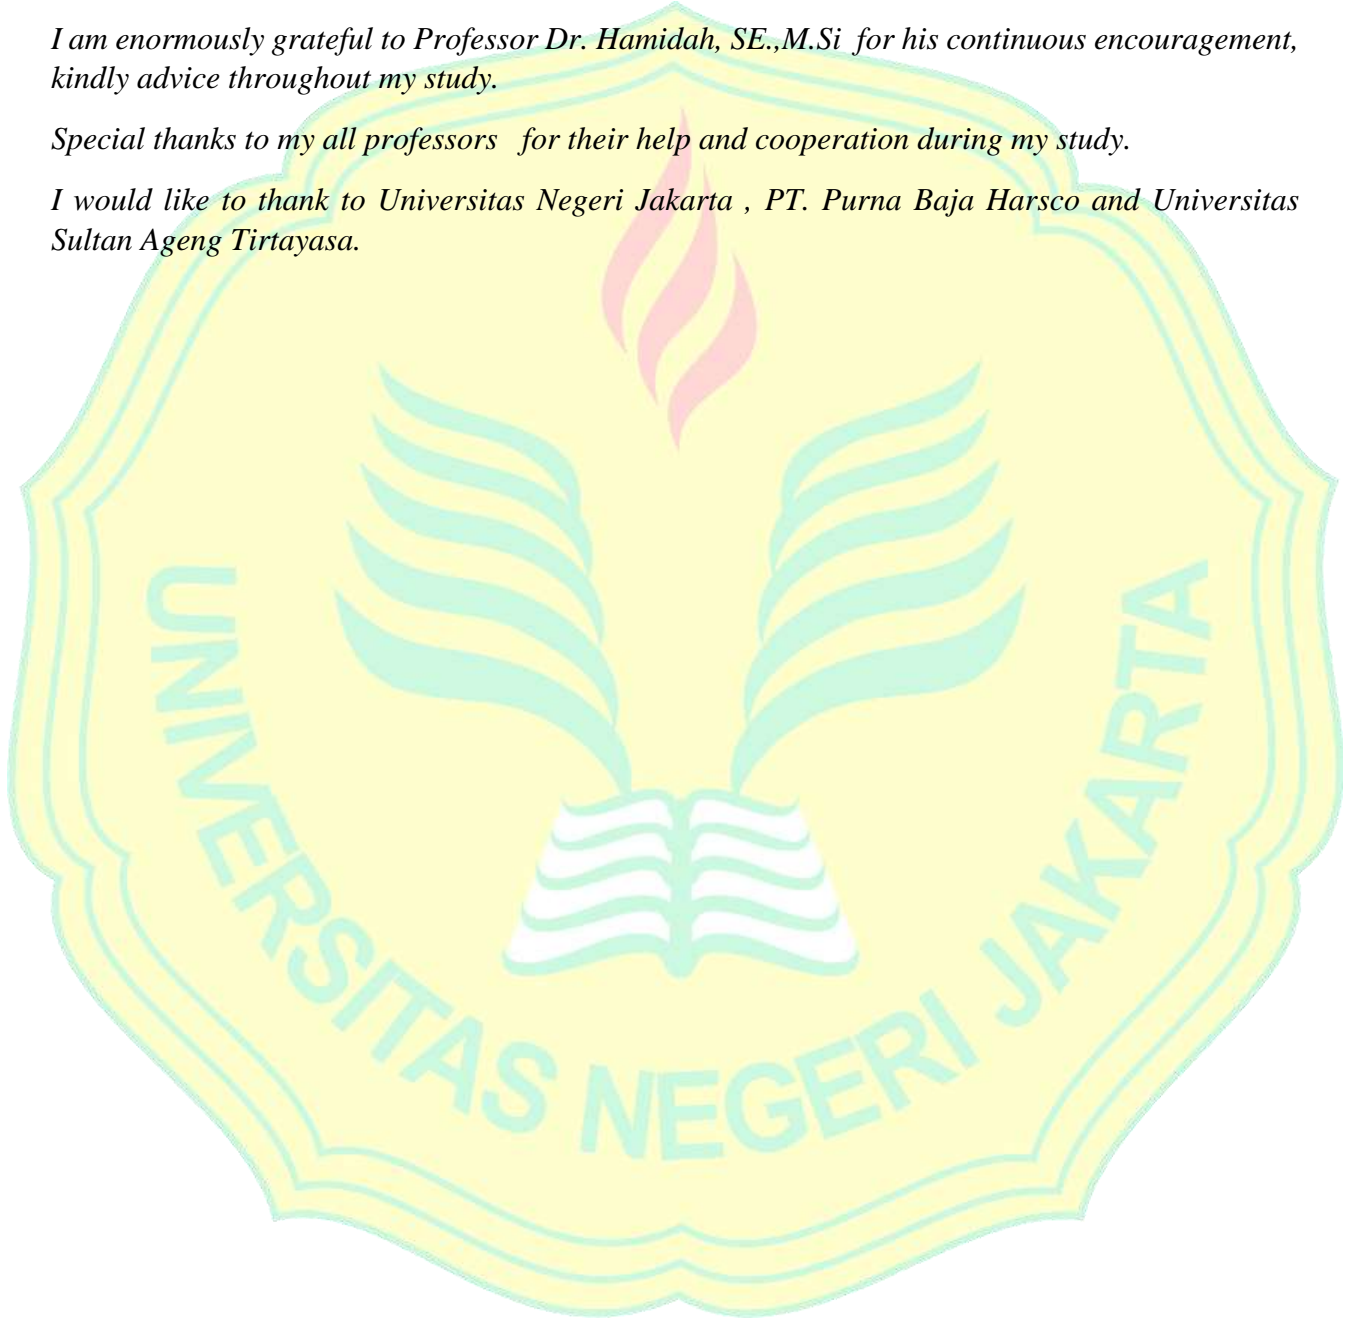 I am enormously grateful to Professor Dr. Hamidah, SE.,M.Si  for his continuous encouragement,
kindly advice throughout my study.
Special thanks to my all professors   for their help and cooperation during my study.
I would like to thank to Universitas Negeri Jakarta , PT. Purna Baja Harsco and Universitas
Sultan Ageng Tirtayasa.
UNIVERSITAS NEGERI JAKARTA